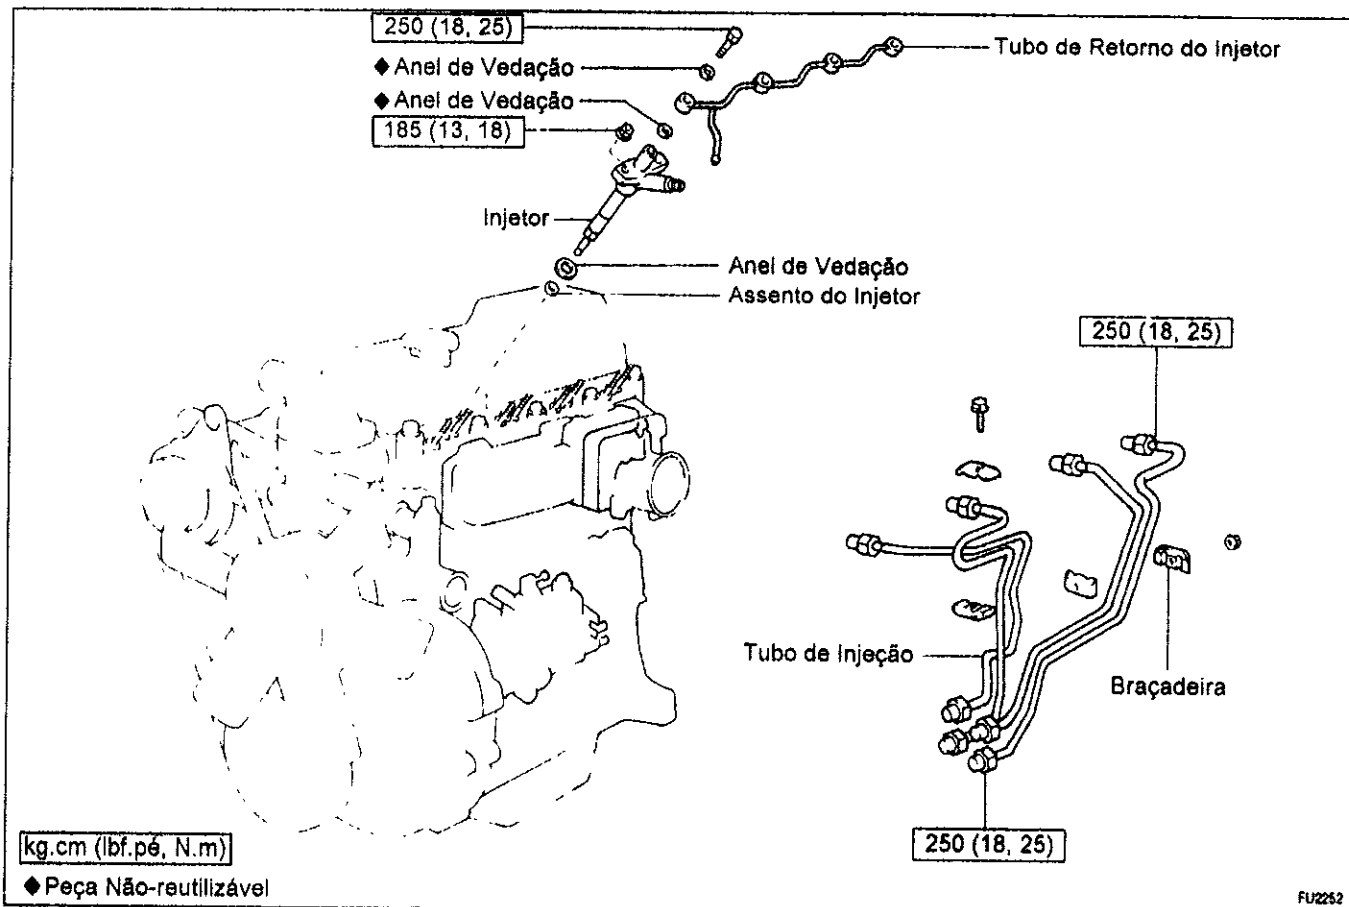 250 (18, 25)
◆ Anel de Vedação
◆ Anel de Vedação
185 (13, 18)
Tubo de Retorno do Injetor
Injetor
Anel de Vedação
Assento do Injetor
250 (18, 25)
Tubo de Injeção
Braçadeira
250 (18, 25)
kg.cm (lbf.pé, N.m)
◆ Peça Não-reutilizável
FU2252